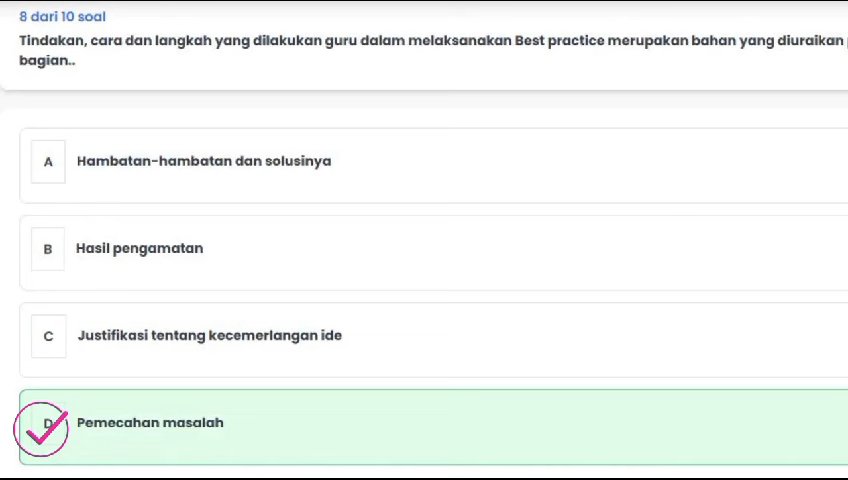 8 dari 10 soal
Tindakan, cara dan langkah yang dilakukan guru dalam melaksanakan Best practice merupakan bahan yang diuraikan
bagian..
A Hambatan-hambatan dan solusinya
B Hasil pengamatan
C Justifikasi tentang kecemerlangan ide
D Pemecahan masalah